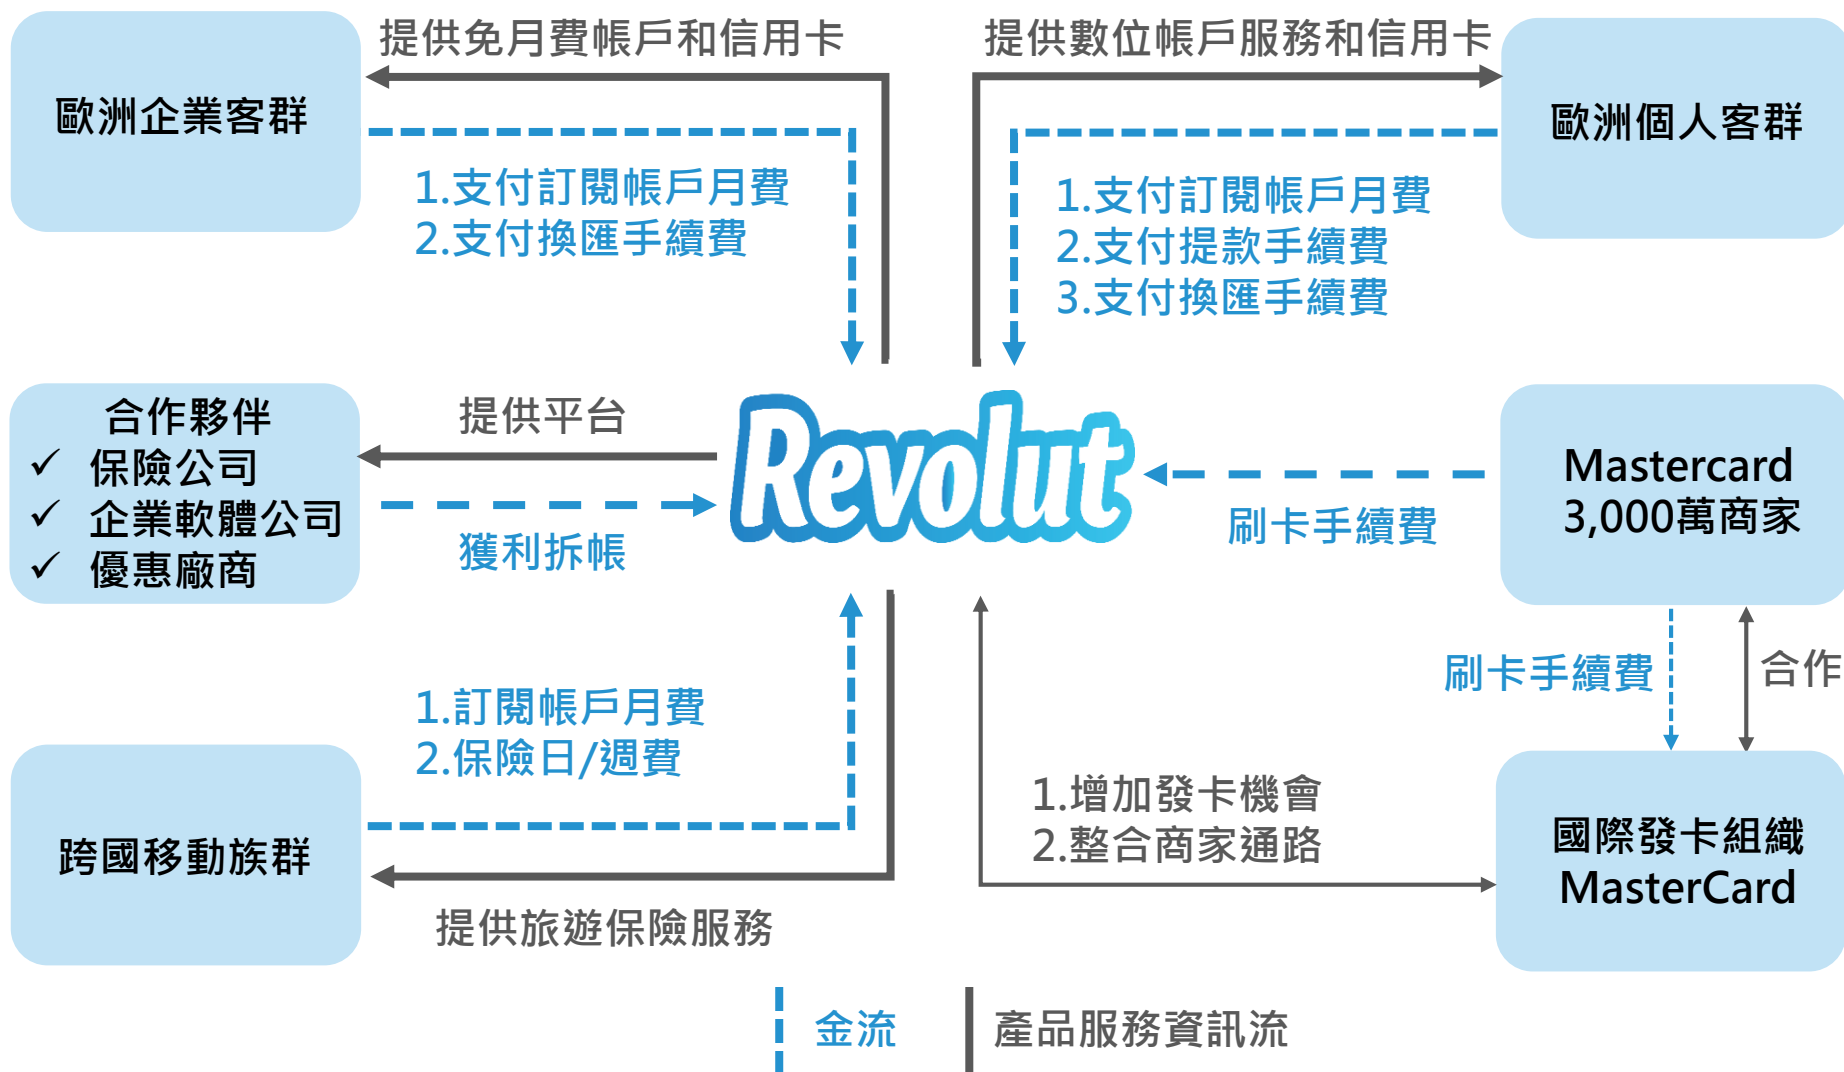 提供免月費帳戶和信用卡
提供數位帳戶服務和信用卡
歐洲企業客群
歐洲個人客群
1.支付訂閱帳戶月費
2.支付換匯手續費
1.支付訂閱帳戶月費
2.支付提款手續費
3.支付換匯手續費
合作夥伴
✓ 保險公司
✓ 企業軟體公司
✓ 優惠廠商
提供平台
獲利拆帳
Revolut
刷卡手續費
Mastercard
3,000萬商家
刷卡手續費
合作
1.訂閱帳戶月費
2.保險日/週費
跨國移動族群
提供旅遊保險服務
1.增加發卡機會
2.整合商家通路
國際發卡組織
MasterCard
金流
產品服務資訊流